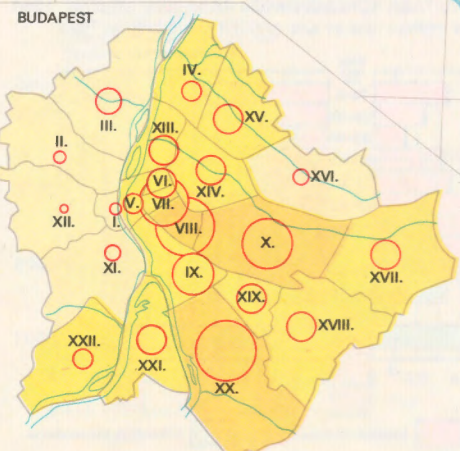 BUDAPEST
IV.
III.
XV.
XIII.
II.
VI.
XIV.
XVI.
XII.
I.
V.
VII.
VIII.
X.
XI.
IX.
XVII.
XIX.
XVIII.
XXII.
XXI.
XX.